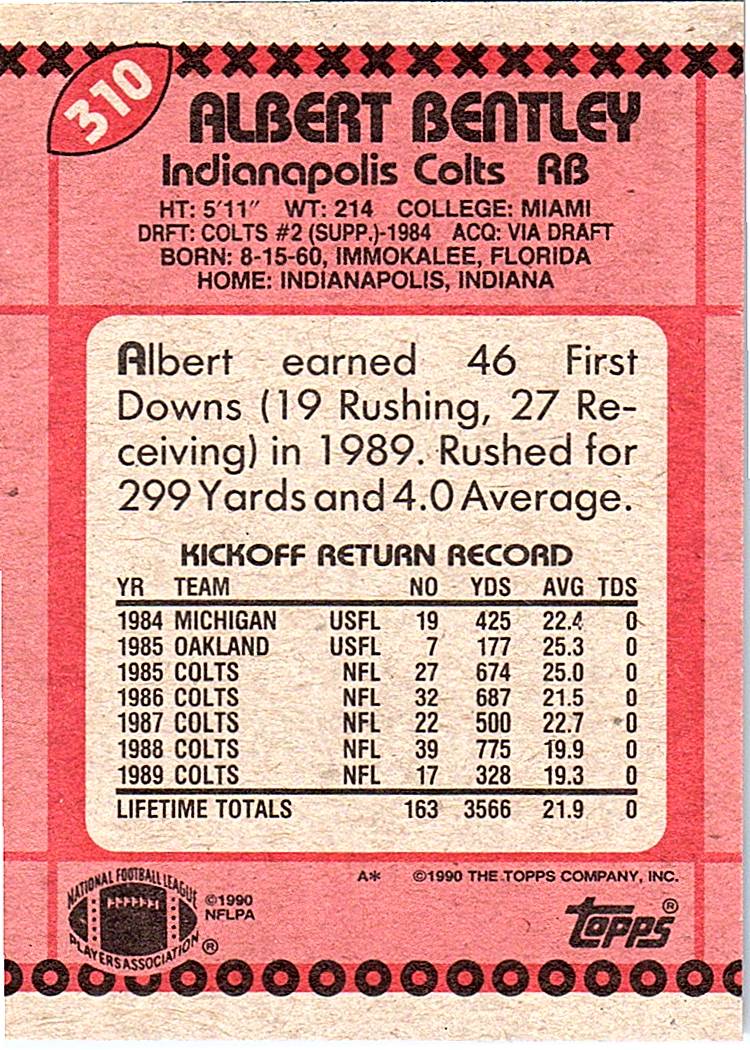 310
ALBERT BENTLEY
Indianapolis Colts RB
HT: 5'11" WT: 214 COLLEGE: MIAMI
DRFT: COLTS #2 (SUPP.)-1984 ACQ: VIA DRAFT
BORN: 8-15-60, IMMOKALEE, FLORIDA
HOME: INDIANAPOLIS, INDIANA
Albert earned 46 First
Downs (19 Rushing, 27 Re-
ceiving) in 1989. Rushed for
299 Yards and 4.0 Average.
KICKOFF RETURN RECORD
YR TEAM NO YDS AVG TDS
1984 MICHIGAN USFL 19 425 22.4 0
1985 OAKLAND USFL 7 177 25.3 0
1985 COLTS NFL 27 674 25.0 0
1986 COLTS NFL 32 687 21.5 0
1987 COLTS NFL 22 500 22.7 0
1988 COLTS NFL 39 775 19.9 0
1989 COLTS NFL 17 328 19.3 0
LIFETIME TOTALS 163 3566 21.9 0
A* ©1990 THE TOPPS COMPANY, INC.
NATIONAL FOOTBALL LEAGUE
PLAYERS ASSOCIATION ®
©1990
NFLPA
Topps ®